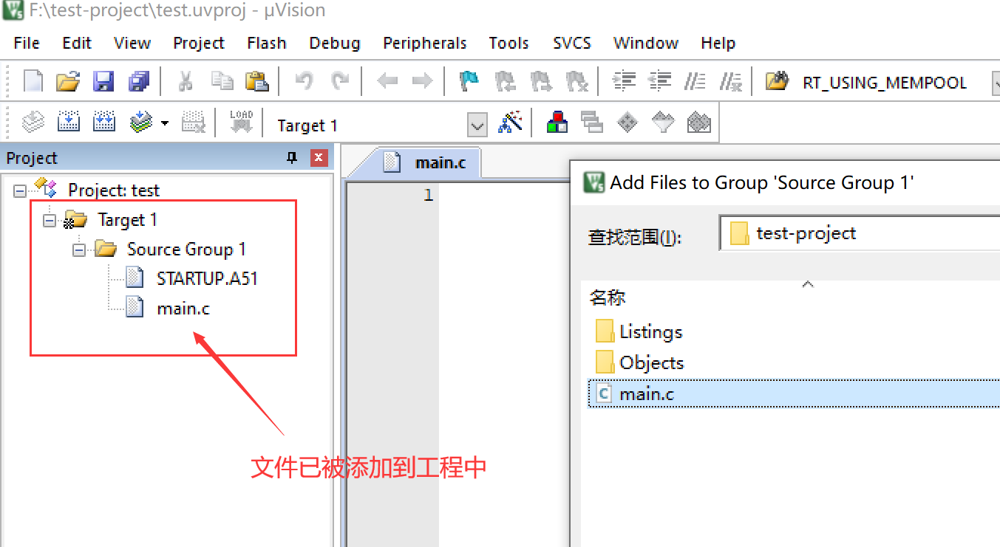 F:\test-project\test.uvproj - µVision
File Edit View Project Flash Debug Peripherals Tools SVCS Window Help
RT_USING_MEMPOOL
LOAD
Target 1
Project
main.c
Project: test
Target 1
Source Group 1
STARTUP.A51
main.c
文件已被添加到工程中
1
Add Files to Group 'Source Group 1'
查找范围(I):
test-project
名称
Listings
Objects
main.c